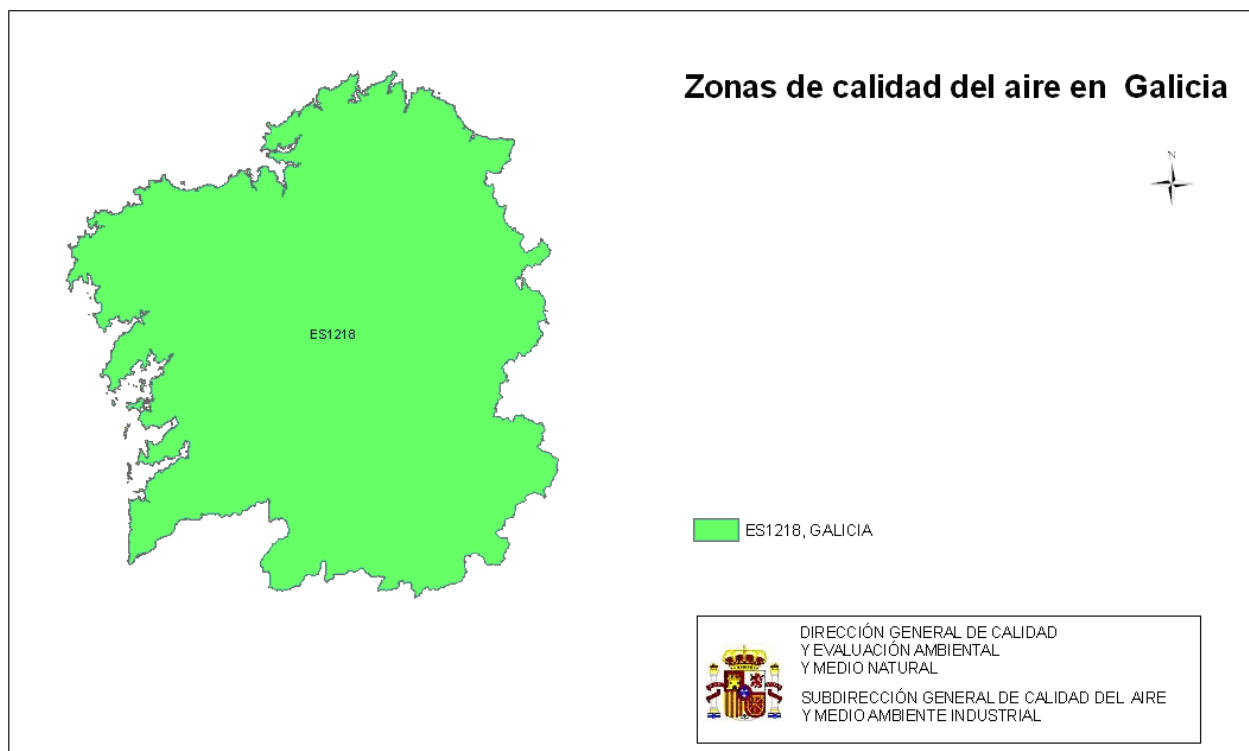 Zonas de calidad del aire en Galicia
N
ES1218
ES1218, GALICIA
DIRECCIÓN GENERAL DE CALIDAD
Y EVALUACIÓN AMBIENTAL
Y MEDIO NATURAL
SUBDIRECCIÓN GENERAL DE CALIDAD DEL AIRE
Y MEDIO AMBIENTE INDUSTRIAL